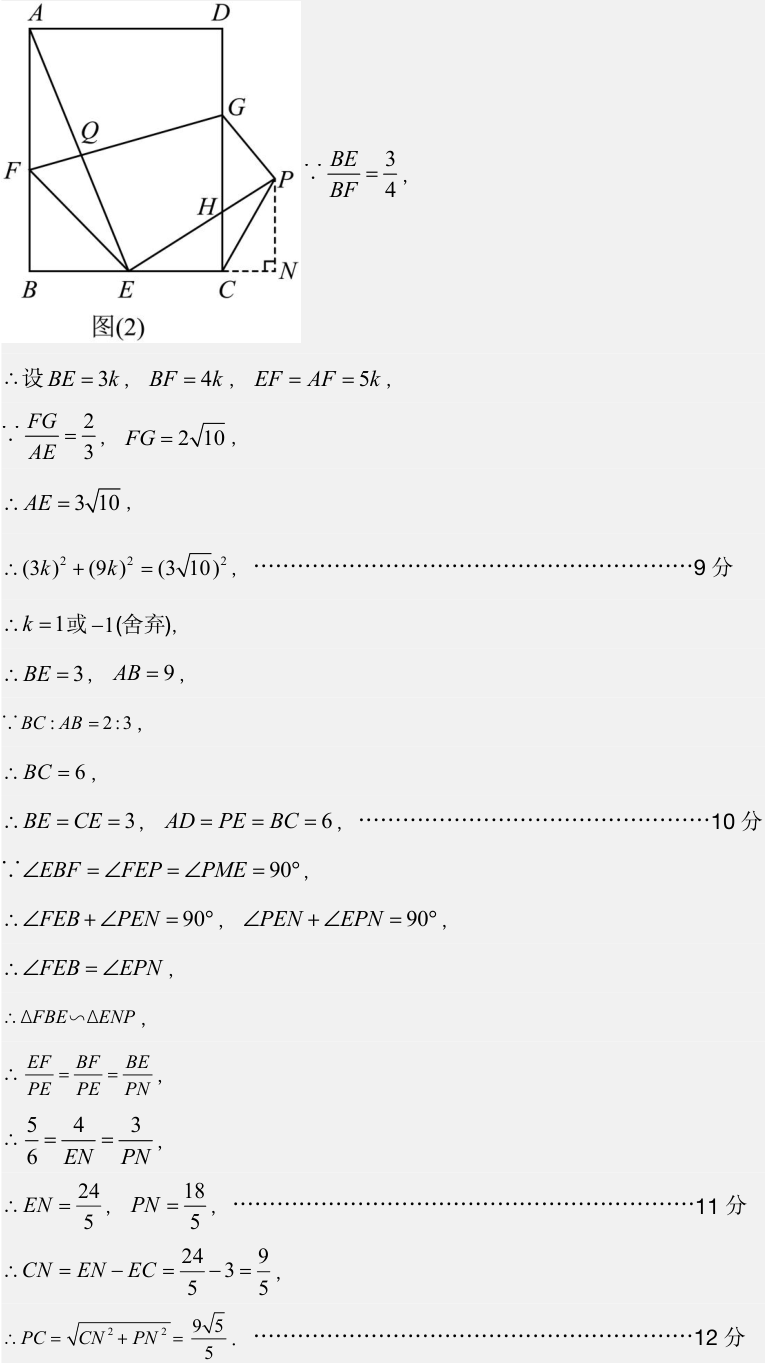 A D
G
Q
F
P
H
N
B E C
图(2)
∵ BE/BF = 3/4 ,
∴设 BE = 3k , BF = 4k , EF = AF = 5k ,
∵ FG/AE = 2/3 , FG = 2√10 ,
∴ AE = 3√10 ,
∴ (3k)² + (9k)² = (3√10)² , ………………………………………………………9 分
∴ k = 1或 −1(舍弃),
∴ BE = 3 , AB = 9 ,
∵ BC : AB = 2:3 ,
∴ BC = 6 ,
∴ BE = CE = 3 , AD = PE = BC = 6 , …………………………………………10 分
∵ ∠EBF = ∠FEP = ∠PME = 90° ,
∴ ∠FEB + ∠PEN = 90° , ∠PEN + ∠EPN = 90° ,
∴ ∠FEB = ∠EPN ,
∴ △FBE∽△ENP ,
∴ EF/PE = BF/PE = BE/PN ,
∴ 5/6 = 4/EN = 3/PN ,
∴ EN = 24/5 , PN = 18/5 , …………………………………………………………11 分
∴ CN = EN − EC = 24/5 − 3 = 9/5 ,
∴ PC = √(CN² + PN²) = 9√5/5 . ………………………………………………………12 分